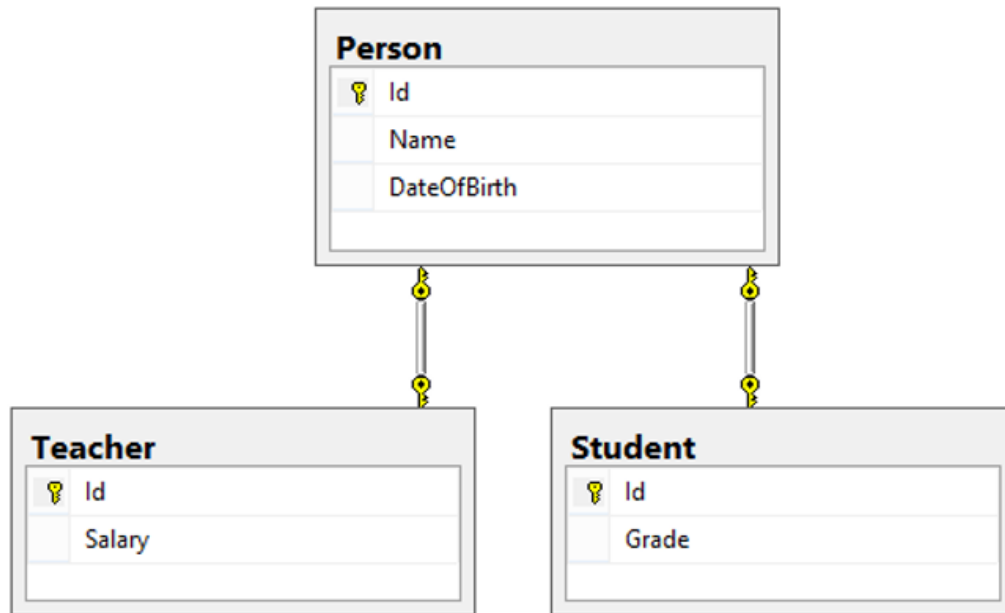 Person
Id
Name
DateOfBirth
Teacher
Id
Salary
Student
Id
Grade